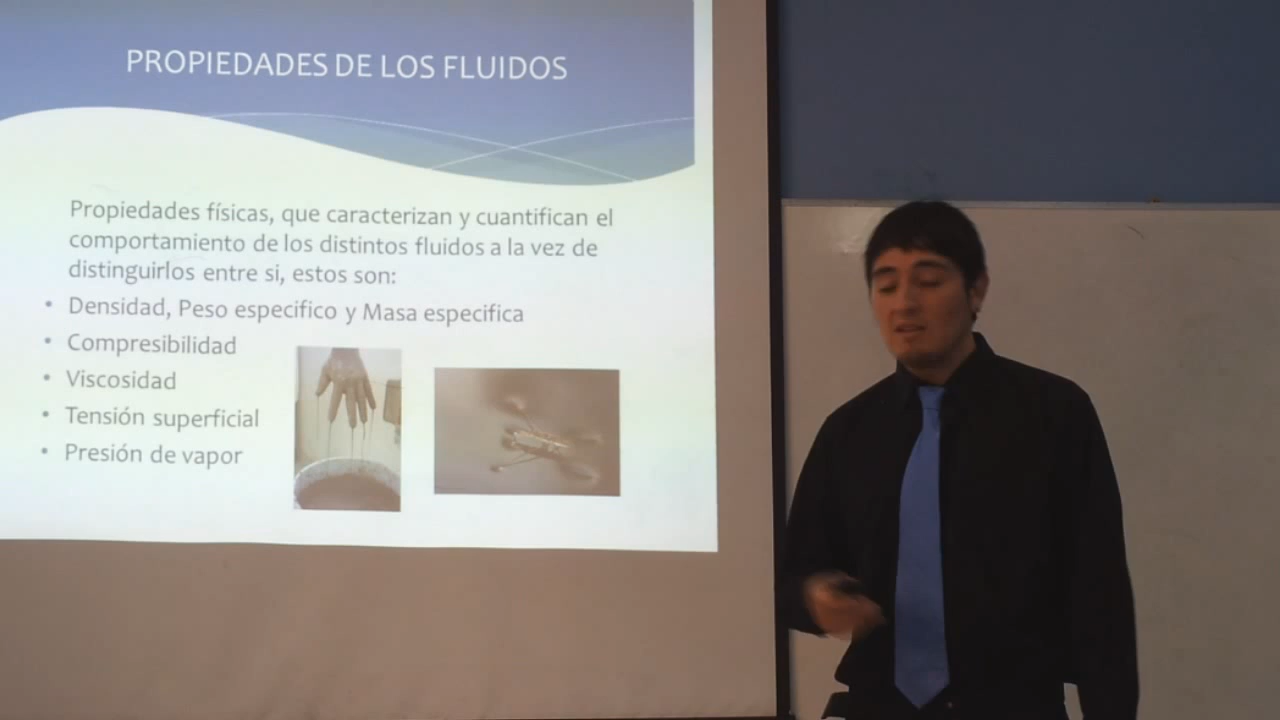 PROPIEDADES DE LOS FLUIDOS
Propiedades físicas, que caracterizan y cuantifican el
comportamiento de los distintos fluidos a la vez de
distinguirlos entre si, estos son:
• Densidad, Peso especifico y Masa especifica
• Compresibilidad
• Viscosidad
• Tensión superficial
• Presión de vapor